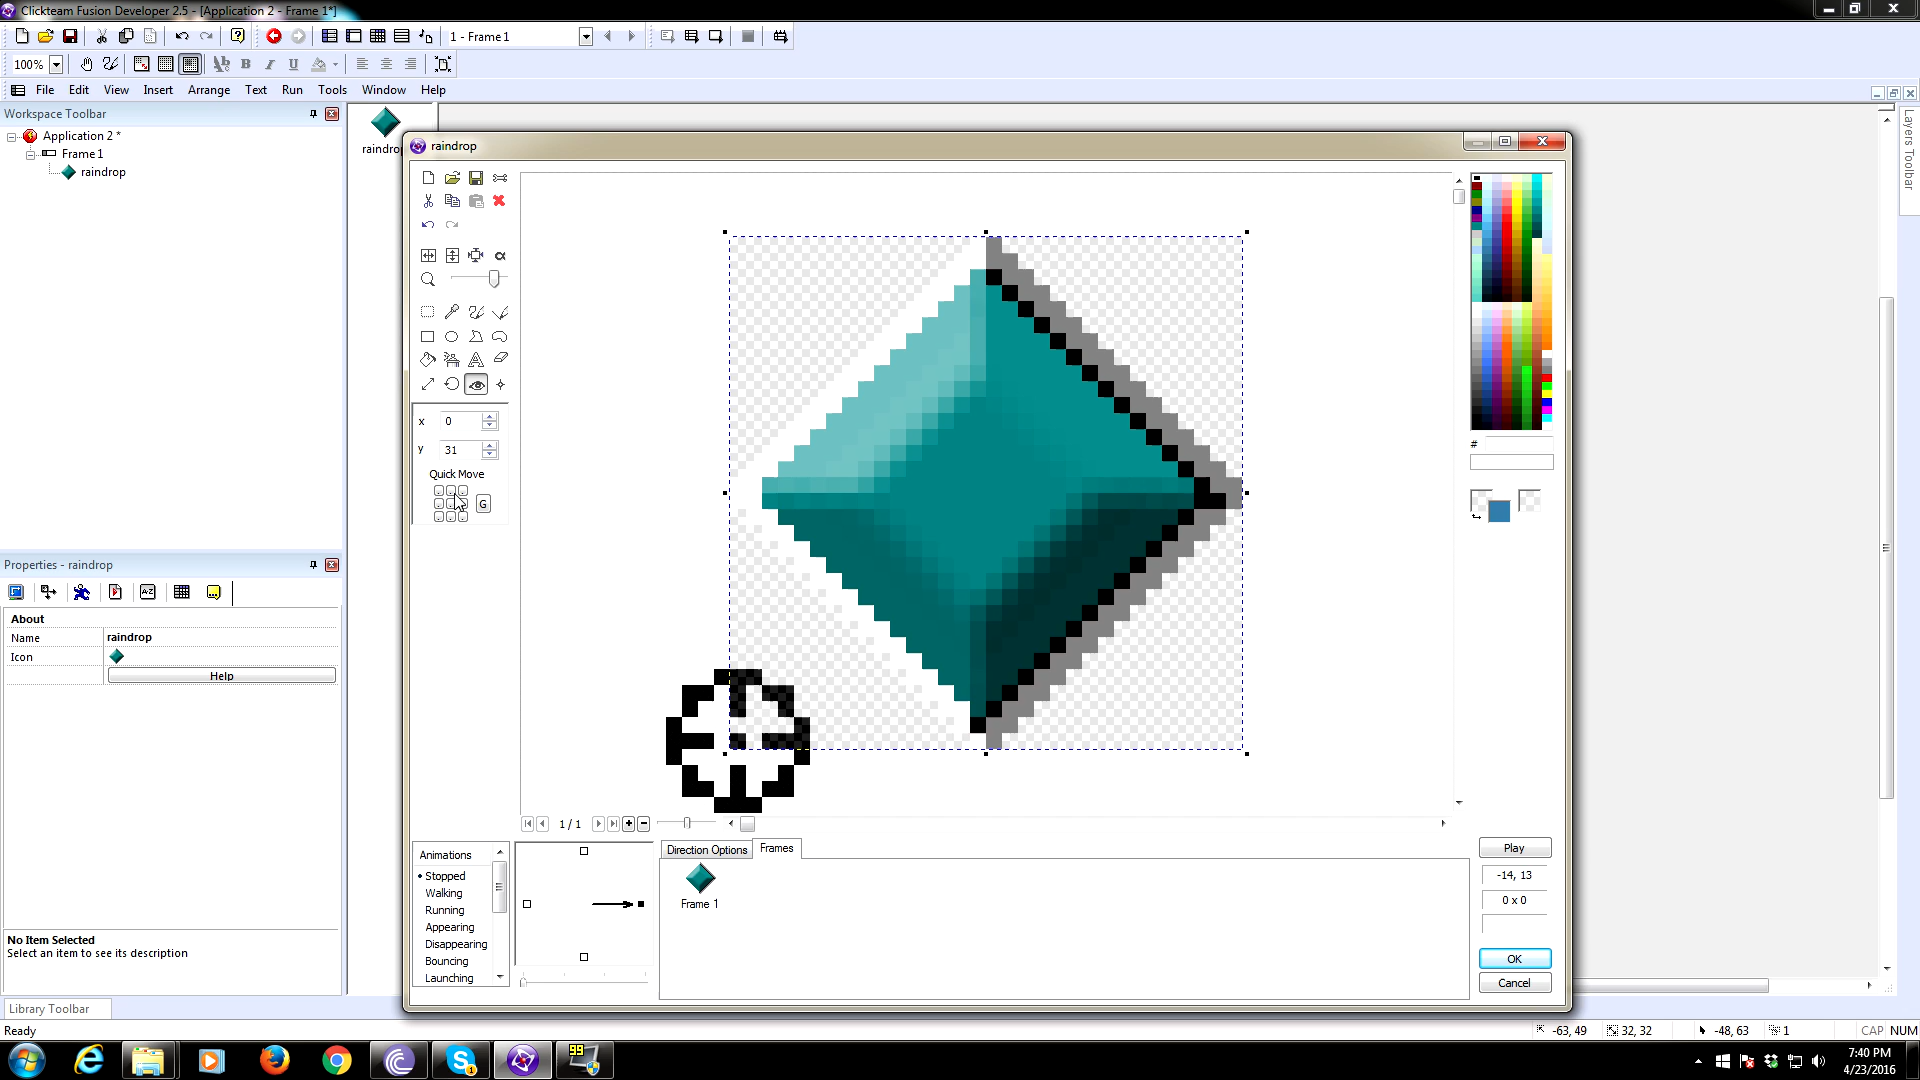 Clickteam Fusion Developer 2.5 - [Application 2 - Frame 1*]
1 - Frame 1
100%
File Edit View Insert Arrange Text Run Tools Window Help
Workspace Toolbar
Application 2 *
Frame 1
raindrop
raindrop
raindrop
Layers Toolbar
x 0
y 31
Quick Move
G
#
1 / 1
Properties - raindrop
About
Name raindrop
Icon
Help
No Item Selected
Select an item to see its description
Animations
Stopped
Walking
Running
Appearing
Disappearing
Bouncing
Launching
Direction Options Frames
Frame 1
Play
-14, 13
0 x 0
OK
Cancel
Library Toolbar
Ready
-63, 49 32, 32 -48, 63 1 CAP NUM
99
7:40 PM
4/23/2016